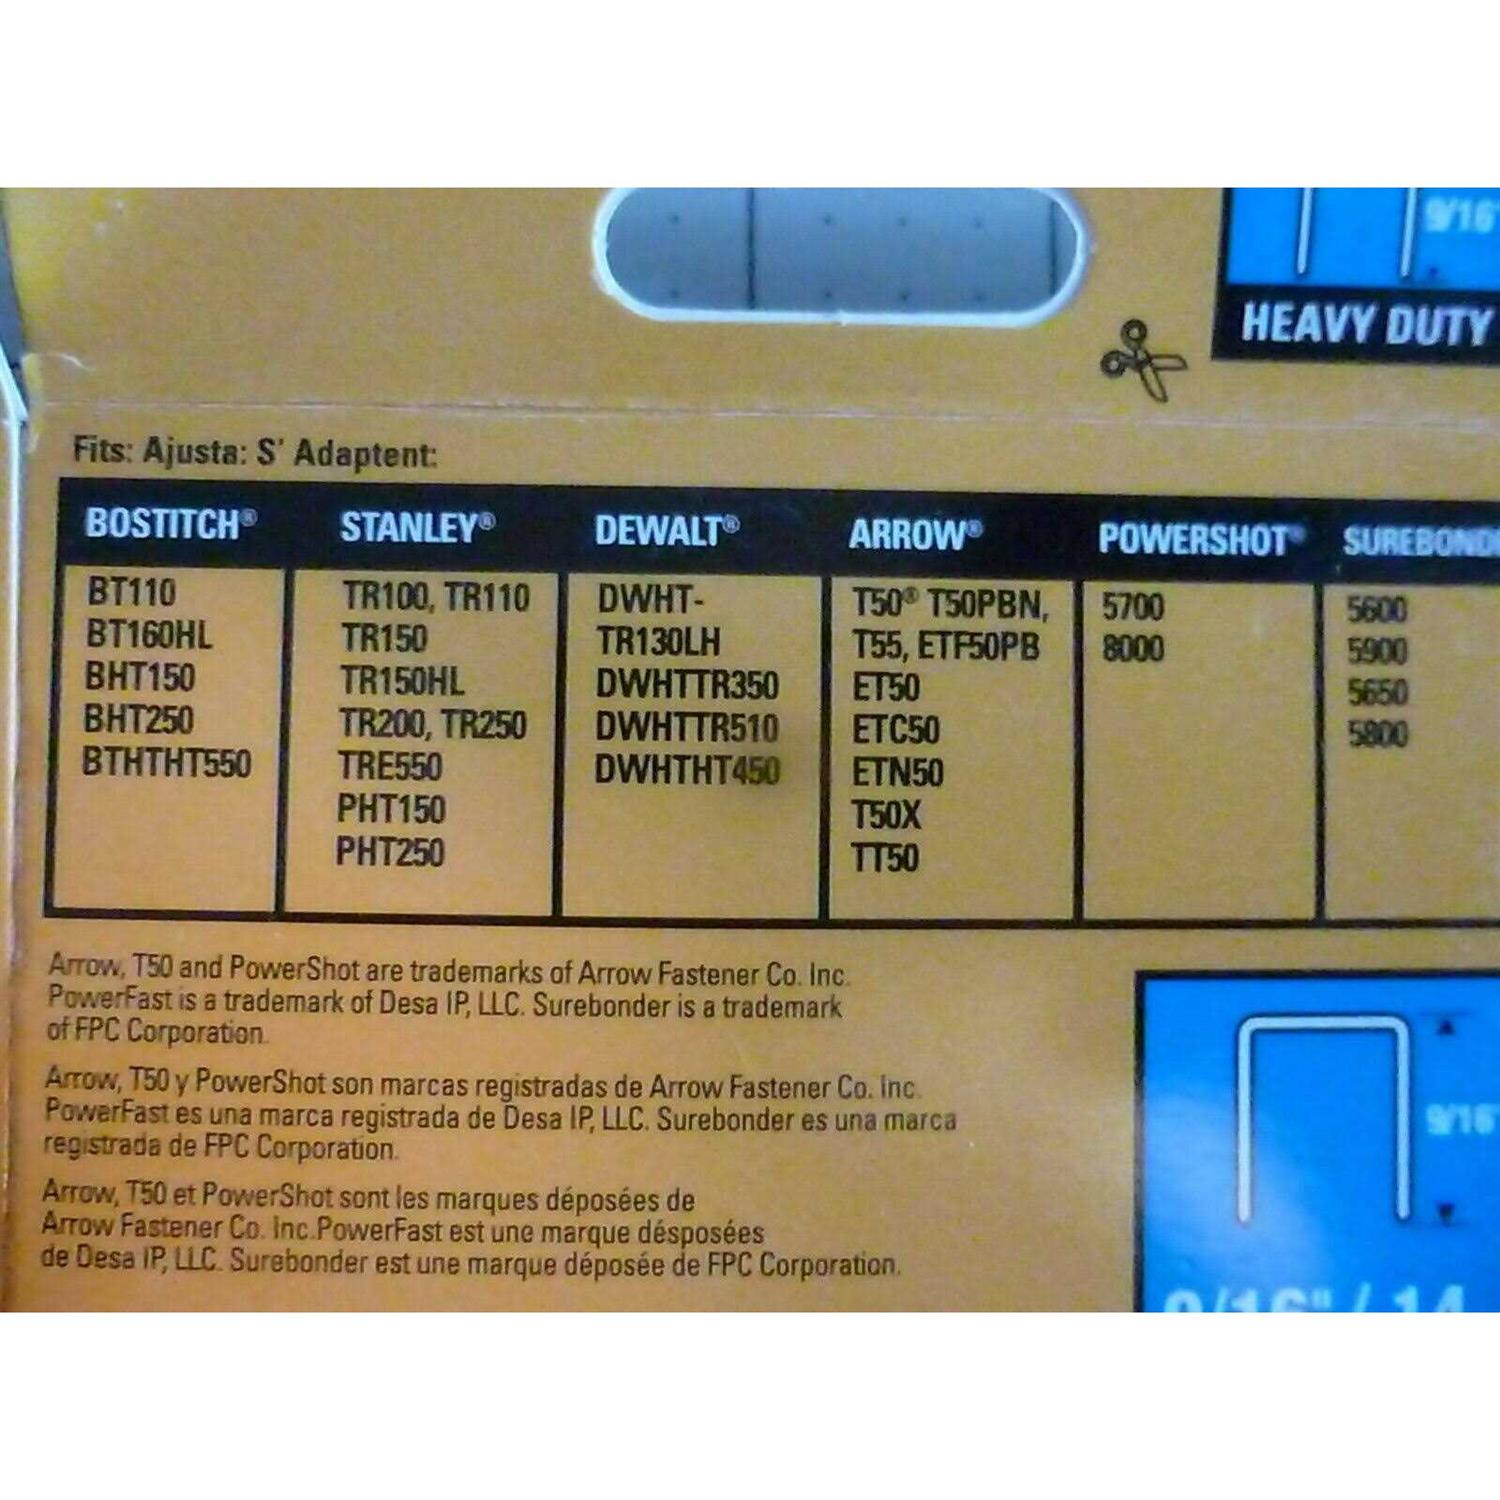 9/16"
HEAVY DUTY
Fits: Ajusta: S' Adaptent:
BOSTITCH® STANLEY® DEWALT® ARROW® POWERSHOT®
BT110 TR100, TR110 DWHT- T50® T50PBN, 5700 5600
BT160HL TR150 TR130LH T55, ETF50PB 8000 5900
BHT150 TR150HL DWHTTR350 ET50 5650
BHT250 TR200, TR250 DWHTTR510 ETC50 5800
BTHTHT550 TRE550 DWHTHT450 ETN50
PHT150 T50X
PHT250 TT50
Arrow, T50 and PowerShot are trademarks of Arrow Fastener Co. Inc.
PowerFast is a trademark of Desa IP, LLC. Surebonder is a trademark
of FPC Corporation.
Arrow, T50 y PowerShot son marcas registradas de Arrow Fastener Co. Inc.
PowerFast es una marca registrada de Desa IP, LLC. Surebonder es una marca
registrada de FPC Corporation.
Arrow, T50 et PowerShot sont les marques déposées de
Arrow Fastener Co. Inc.PowerFast est une marque désposées
de Desa IP, LLC. Surebonder est une marque déposée de FPC Corporation.
9/16"
9/16" / 14